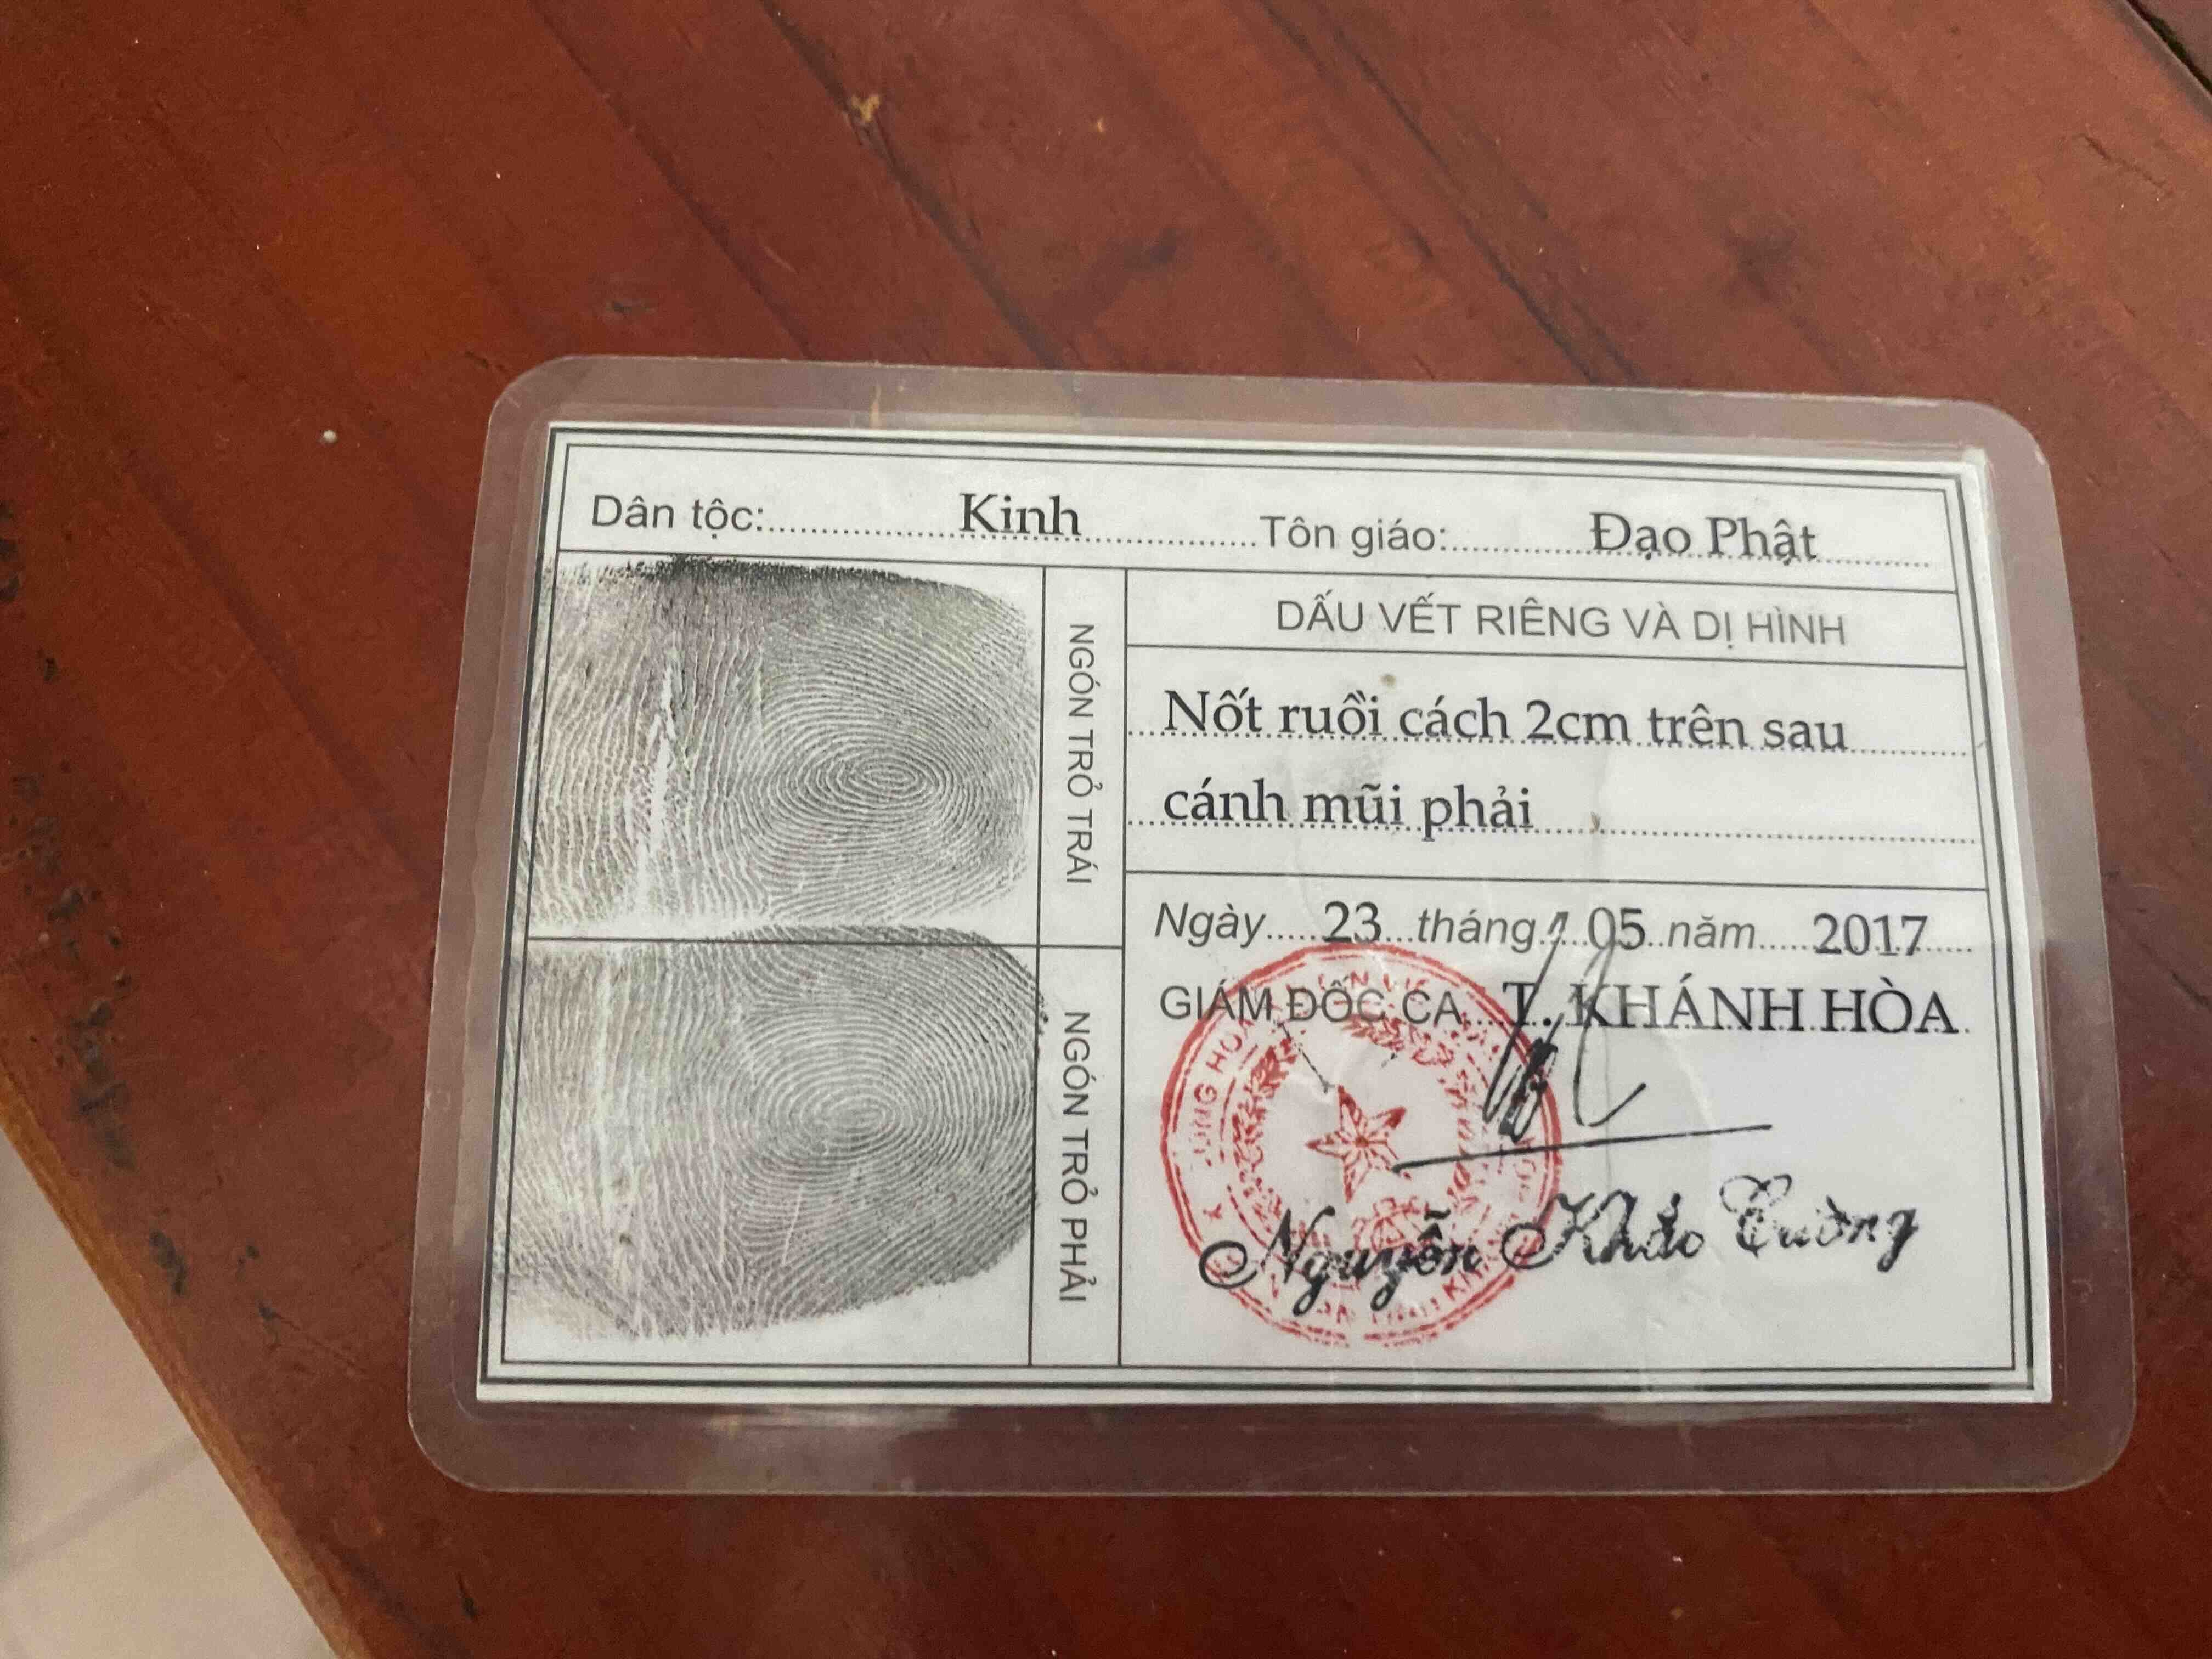 Dân tộc: Kinh Tôn giáo: Đạo Phật
NGÓN TRỎ TRÁI
NGÓN TRỎ PHẢI
DẤU VẾT RIÊNG VÀ DỊ HÌNH
Nốt ruồi cách 2cm trên sau
cánh mũi phải
Ngày 23 tháng 05 năm 2017
GIÁM ĐỐC CA T. KHÁNH HÒA
Nguyễn Khắc Cường